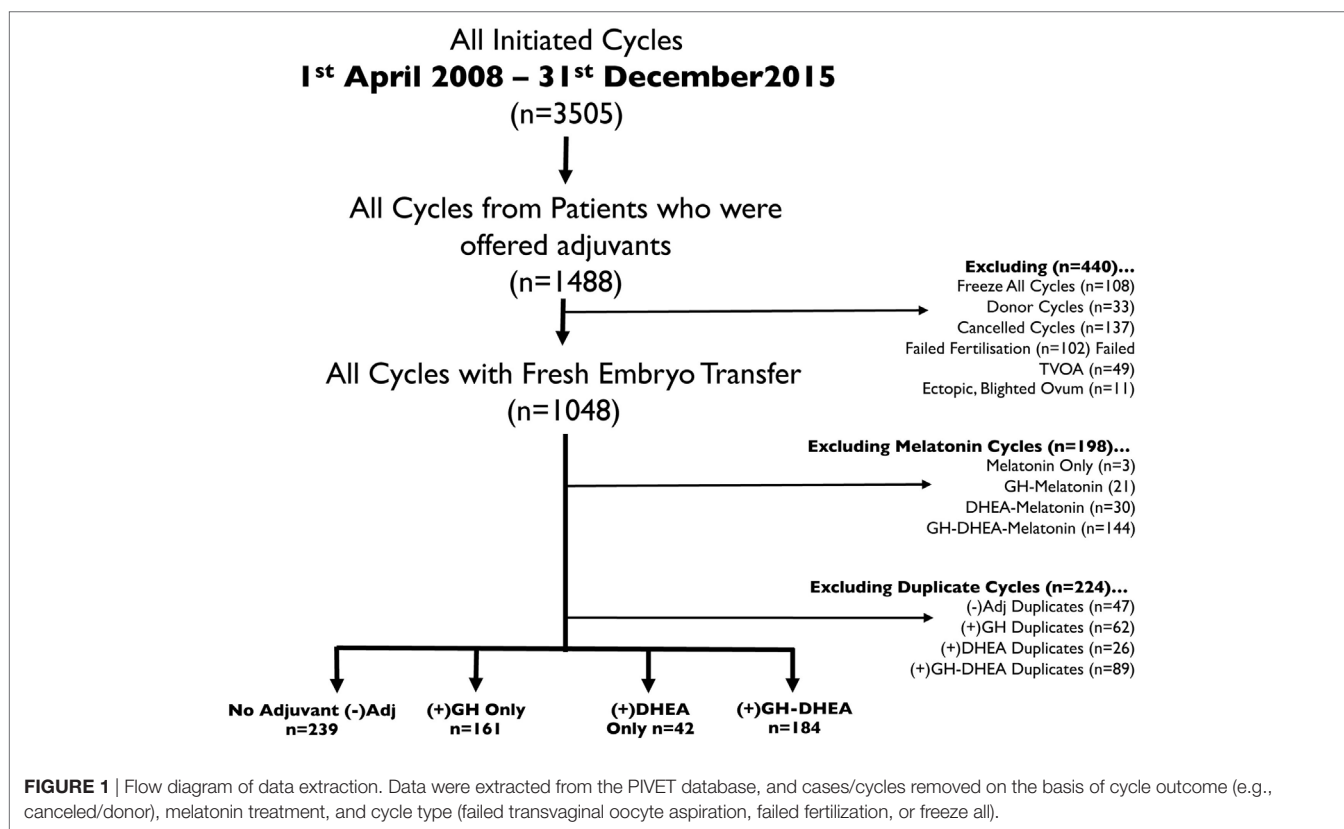 All Initiated Cycles
1st April 2008 – 31st December2015
(n=3505)
All Cycles from Patients who were
offered adjuvants
(n=1488)
Excluding (n=440)...
Freeze All Cycles (n=108)
Donor Cycles (n=33)
Cancelled Cycles (n=137)
Failed Fertilisation (n=102) Failed
TVOA (n=49)
Ectopic, Blighted Ovum (n=11)
All Cycles with Fresh Embryo Transfer
(n=1048)
Excluding Melatonin Cycles (n=198)...
Melatonin Only (n=3)
GH-Melatonin (21)
DHEA-Melatonin (n=30)
GH-DHEA-Melatonin (n=144)
Excluding Duplicate Cycles (n=224)...
(-)Adj Duplicates (n=47)
(+)GH Duplicates (n=62)
(+)DHEA Duplicates (n=26)
(+)GH-DHEA Duplicates (n=89)
No Adjuvant (-)Adj
n=239
(+)GH Only
n=161
(+)DHEA
Only n=42
(+)GH-DHEA
n=184
FIGURE 1 | Flow diagram of data extraction. Data were extracted from the PIVET database, and cases/cycles removed on the basis of cycle outcome (e.g.,
canceled/donor), melatonin treatment, and cycle type (failed transvaginal oocyte aspiration, failed fertilization, or freeze all).